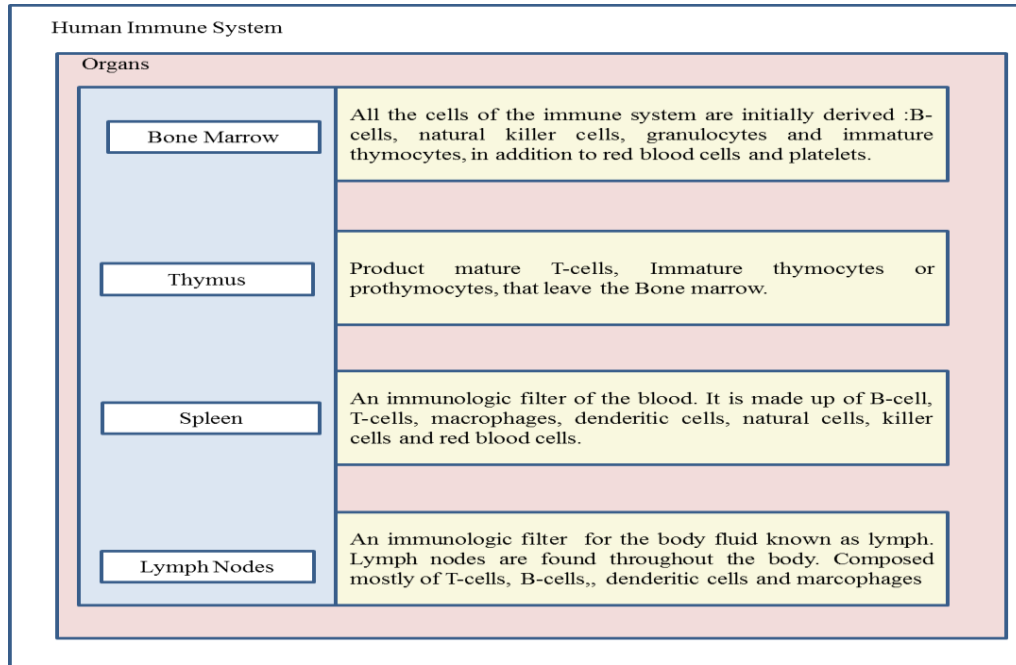 Human Immune System
Organs
Bone Marrow
All the cells of the immune system are initially derived :B-
cells, natural killer cells, granulocytes and immature
thymocytes, in addition to red blood cells and platelets.
Thymus
Product mature T-cells, Immature thymocytes or
prothymocytes, that leave the Bone marrow.
Spleen
An immunologic filter of the blood. It is made up of B-cell,
T-cells, macrophages, denderitic cells, natural cells, killer
cells and red blood cells.
Lymph Nodes
An immunologic filter for the body fluid known as lymph.
Lymph nodes are found throughout the body. Composed
mostly of T-cells, B-cells,, denderitic cells and marcophages